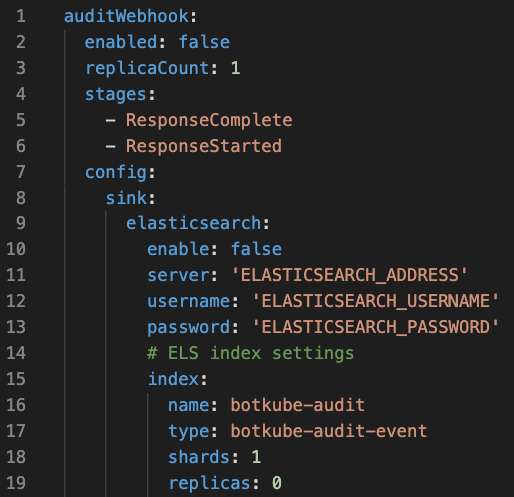 1 auditWebhook:
2   enabled: false
3   replicaCount: 1
4   stages:
5     - ResponseComplete
6     - ResponseStarted
7   config:
8     sink:
9       elasticsearch:
10         enable: false
11         server: 'ELASTICSEARCH_ADDRESS'
12         username: 'ELASTICSEARCH_USERNAME'
13         password: 'ELASTICSEARCH_PASSWORD'
14         # ELS index settings
15         index:
16           name: botkube-audit
17           type: botkube-audit-event
18           shards: 1
19           replicas: 0